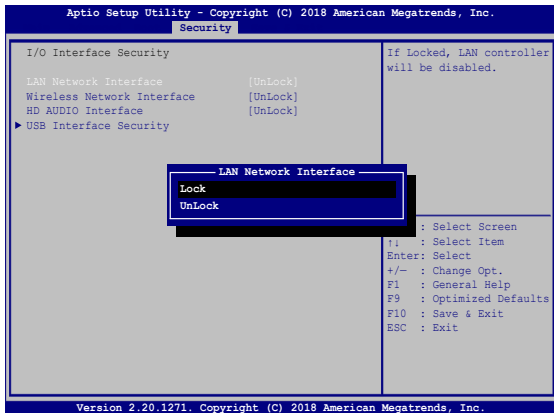 Aptio Setup Utility - Copyright (C) 2018 American Megatrends, Inc.
Security
I/O Interface Security
LAN Network Interface [UnLock]
Wireless Network Interface [UnLock]
HD AUDIO Interface [UnLock]
USB Interface Security
If Locked, LAN controller
will be disabled.
LAN Network Interface
Lock
UnLock
: Select Screen
↑↓ : Select Item
Enter: Select
+/— : Change Opt.
F1 : General Help
F9 : Optimized Defaults
F10 : Save & Exit
ESC : Exit
Version 2.20.1271. Copyright (C) 2018 American Megatrends, Inc.